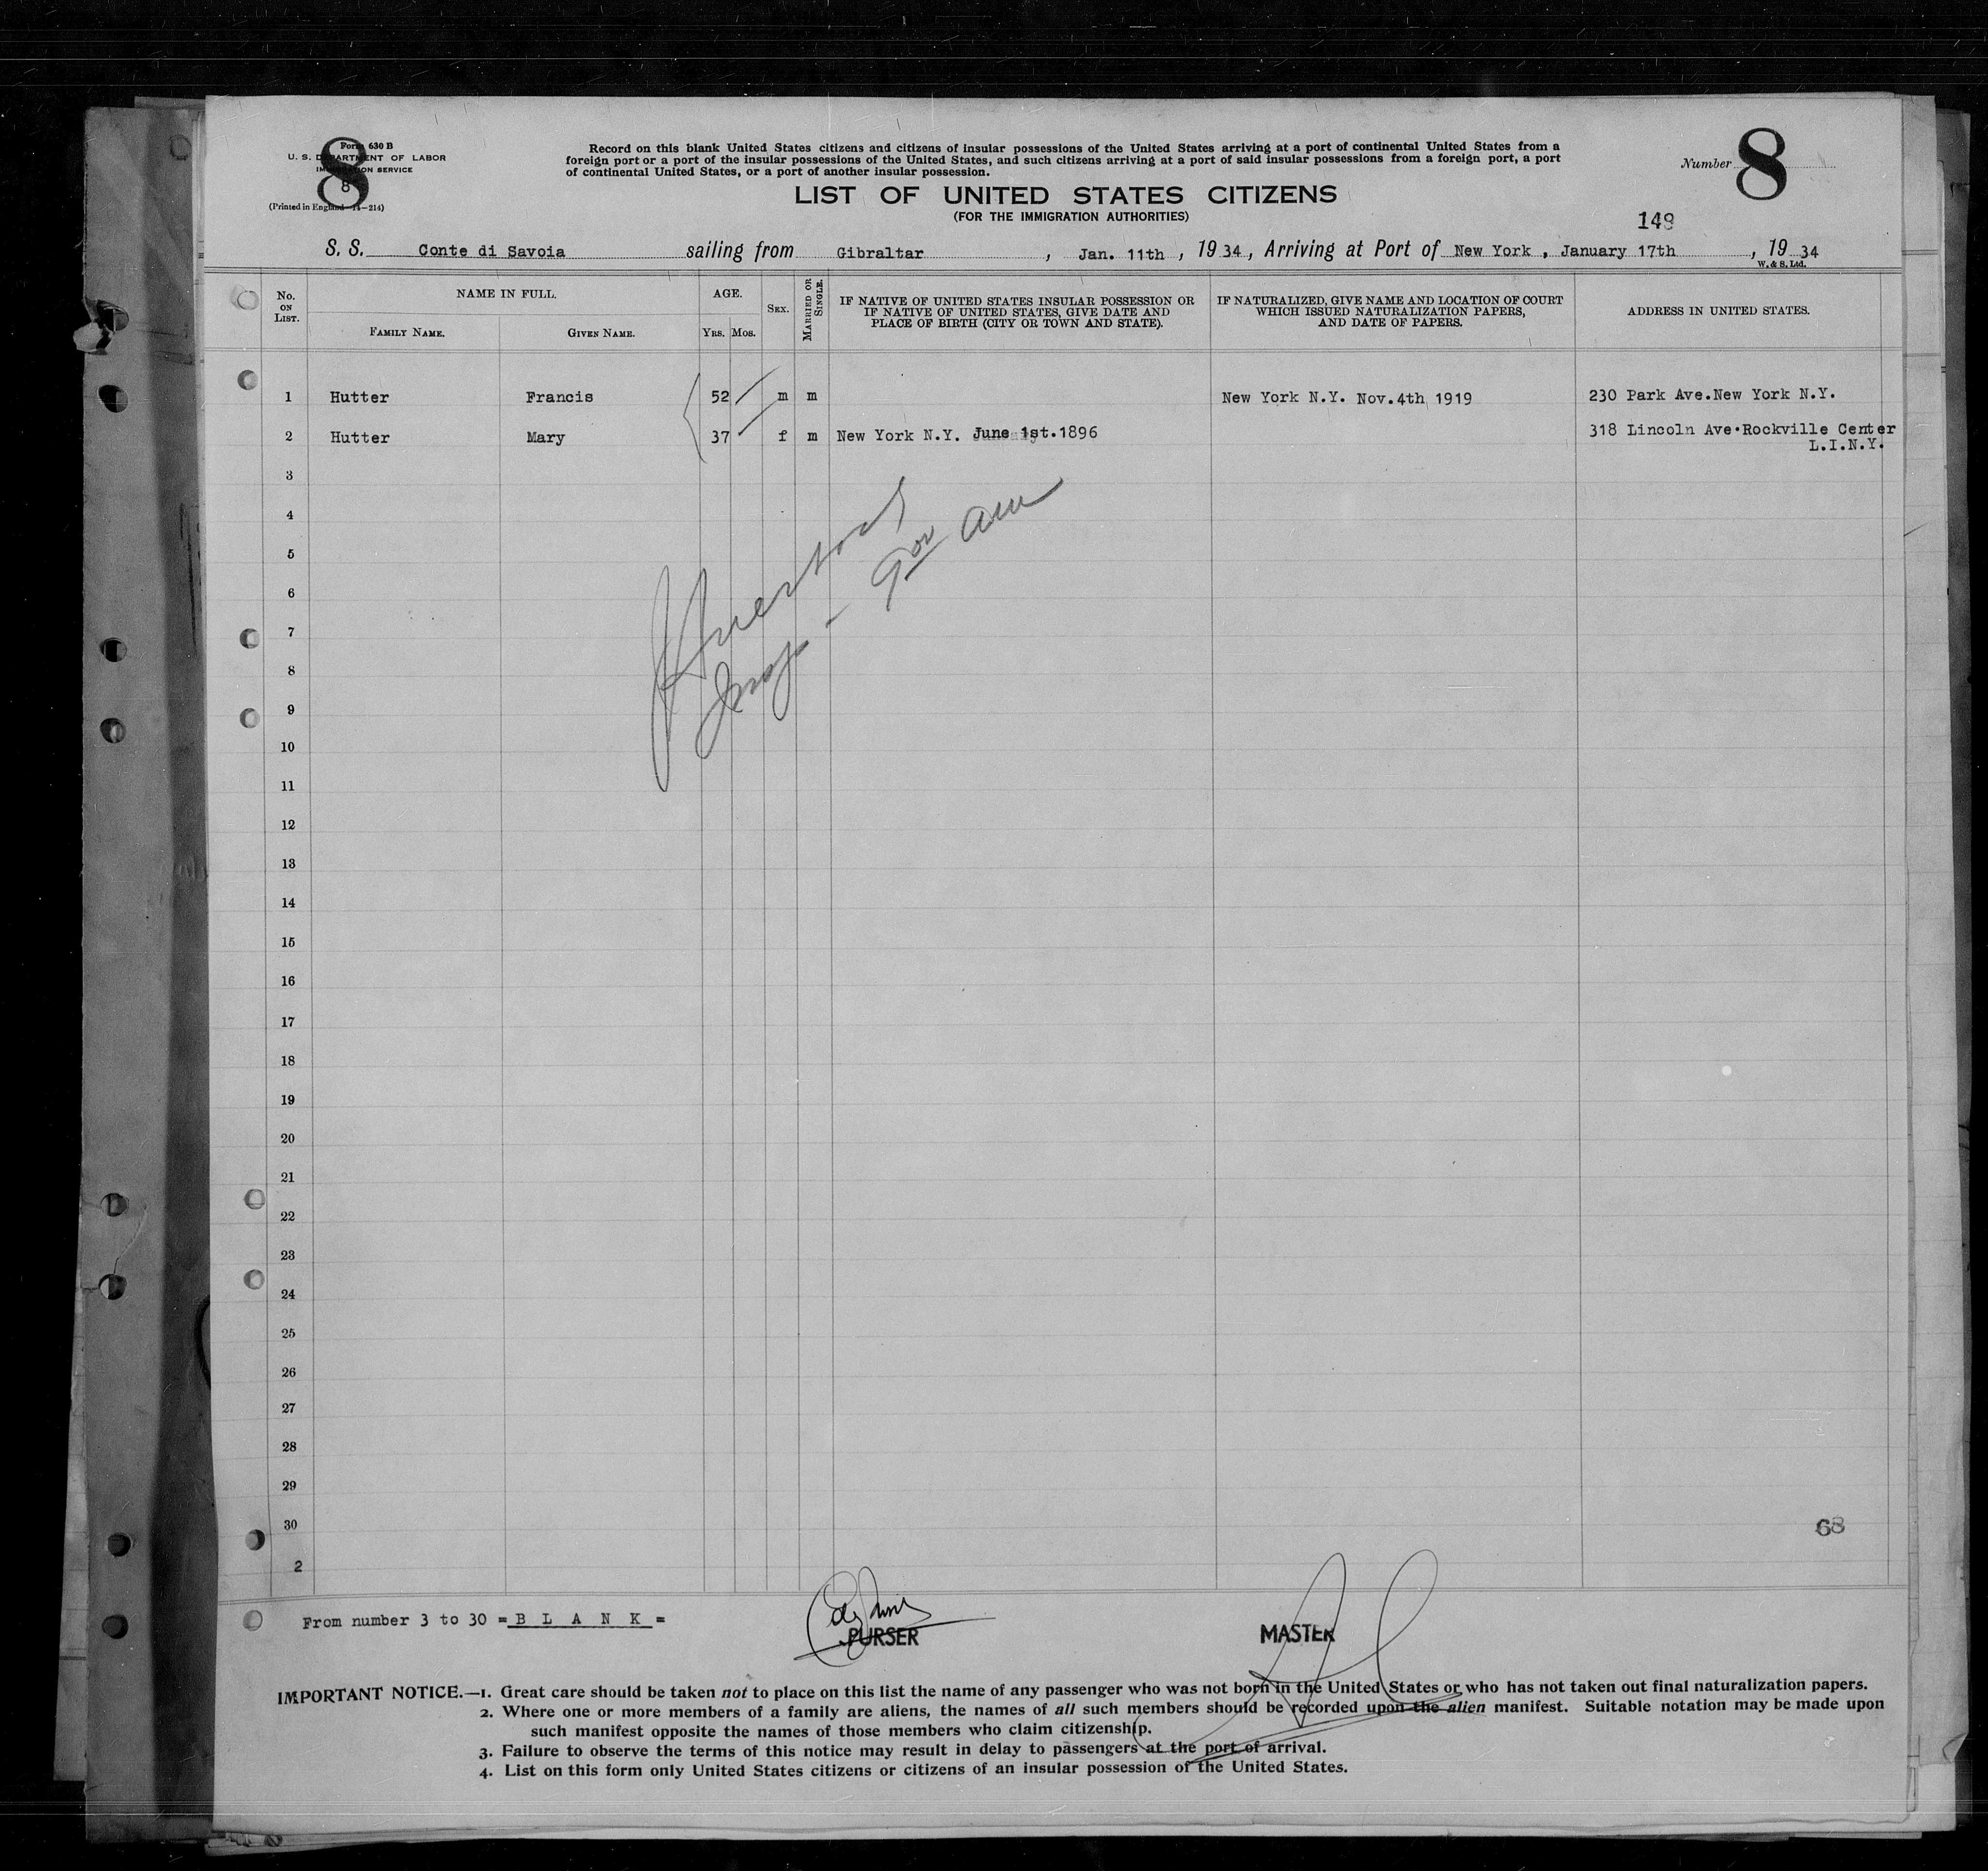 Form 630 B
U. S. DEPARTMENT OF LABOR
IMMIGRATION SERVICE
8
8
(Printed in England—14—214)
Record on this blank United States citizens and citizens of insular possessions of the United States arriving at a port of continental United States from a
foreign port or a port of the insular possessions of the United States, and such citizens arriving at a port of said insular possessions from a foreign port, a port
of continental United States, or a port of another insular possession.
Number 8
LIST OF UNITED STATES CITIZENS
(FOR THE IMMIGRATION AUTHORITIES)
149
S. S. Conte di Savoia sailing from Gibraltar , Jan. 11th , 19 34, Arriving at Port of New York , January 17th , 19 34
W. & S. Ltd.
No. ON LIST. NAME IN FULL. AGE. SEX. MARRIED OR SINGLE. IF NATIVE OF UNITED STATES INSULAR POSSESSION OR IF NATIVE OF UNITED STATES, GIVE DATE AND PLACE OF BIRTH (CITY OR TOWN AND STATE). IF NATURALIZED, GIVE NAME AND LOCATION OF COURT WHICH ISSUED NATURALIZATION PAPERS, AND DATE OF PAPERS. ADDRESS IN UNITED STATES.
FAMILY NAME. GIVEN NAME. YRS. MOS.
1 Hutter Francis 52 m m New York N.Y. Nov.4th 1919 230 Park Ave.New York N.Y.
2 Hutter Mary 37 f m New York N.Y. June 1st.1896 318 Lincoln Ave.Rockville Center
L.I.N.Y.
3
4
5
6
7
8
9
10
11
12
13
14
15
16
17
18
19
20
21
22
23
24
25
26
27
28
29
30
68
2
9 00 am
From number 3 to 30 = B L A N K =
PURSER
MASTER
IMPORTANT NOTICE.—1. Great care should be taken not to place on this list the name of any passenger who was not born in the United States or who has not taken out final naturalization papers.
2. Where one or more members of a family are aliens, the names of all such members should be recorded upon the alien manifest. Suitable notation may be made upon
such manifest opposite the names of those members who claim citizenship.
3. Failure to observe the terms of this notice may result in delay to passengers at the port of arrival.
4. List on this form only United States citizens or citizens of an insular possession of the United States.